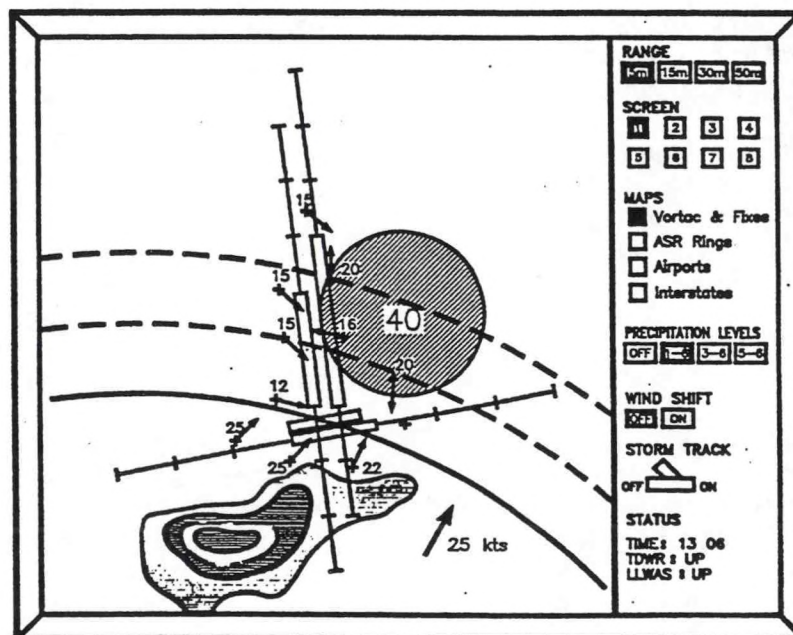 RANGE
5m 15m 30m 50m
SCREEN
1 2 3 4
5 6 7 8
MAPS
Vortac & Fixes
ASR Rings
Airports
Interstates
PRECIPITATION LEVELS
OFF 1-6 3-6 5-6
WIND SHIFT
OFF ON
STORM TRACK
OFF ON
STATUS
TIME: 13 06
TDWR: UP
LLWAS: UP
15
20
15
15
16
40
20
12
25
25
22
25 kts